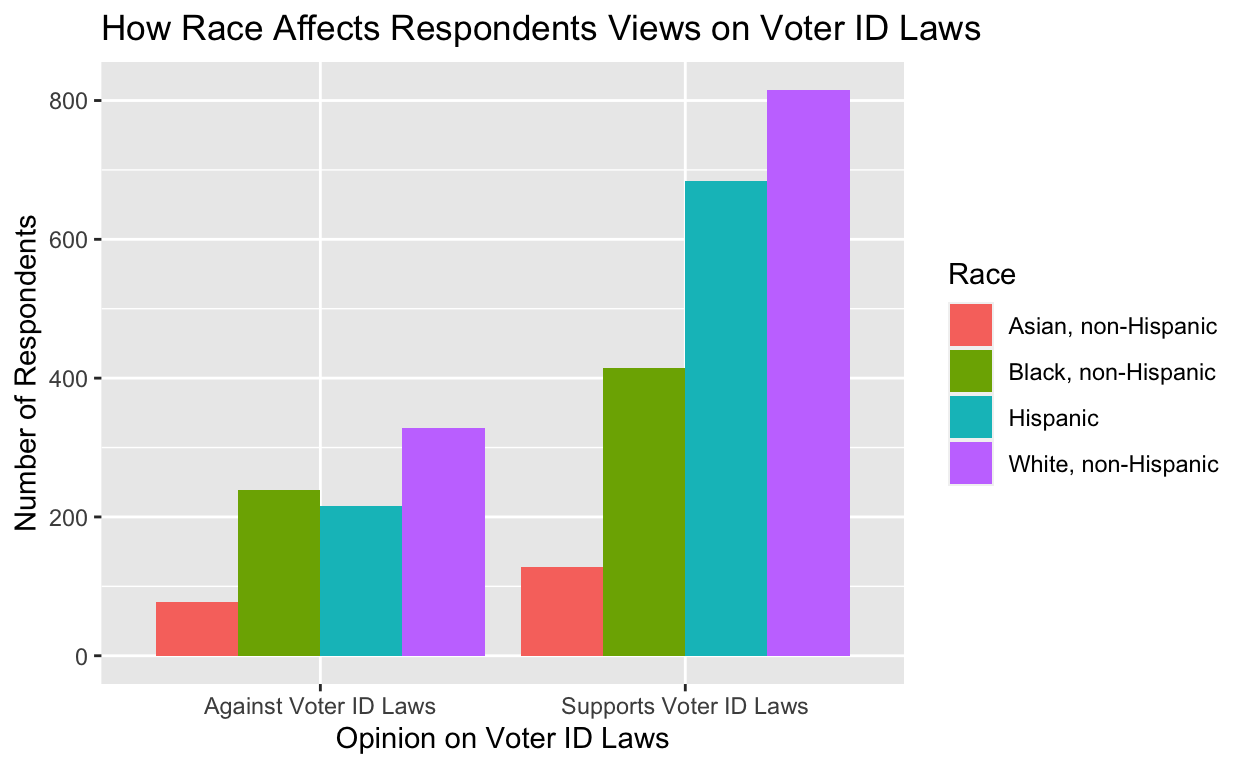 How Race Affects Respondents Views on Voter ID Laws
Number of Respondents
800
600
400
200
0
Against Voter ID Laws
Supports Voter ID Laws
Opinion on Voter ID Laws
Race
Asian, non-Hispanic
Black, non-Hispanic
Hispanic
White, non-Hispanic